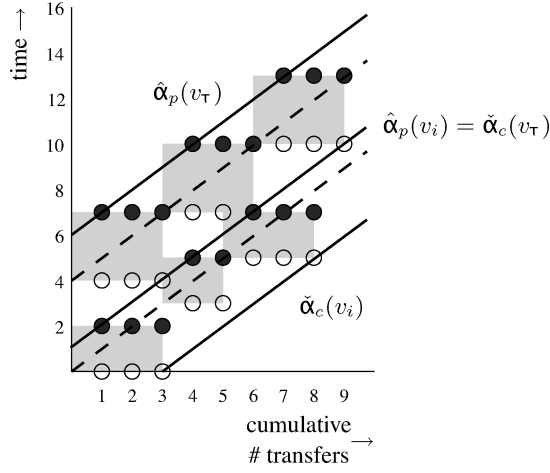 16
14
12
10
8
6
4
2
time →
α̂p(vτ)
α̂p(vi) = α̌c(vτ)
α̌c(vi)
1 2 3 4 5 6 7 8 9
cumulative
# transfers →